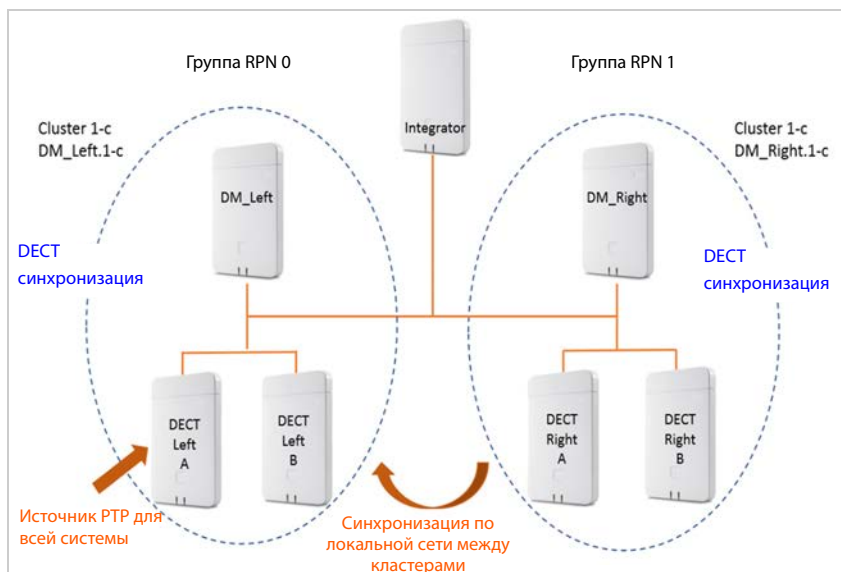 Группа RPN 0
Группа RPN 1
Integrator
Cluster 1-c
DM_Left.1-c
Cluster 1-c
DM_Right.1-c
DM_Left
DM_Right
DECT
синхронизация
DECT
синхронизация
DECT
Left
A
DECT
Left
B
DECT
Right
A
DECT
Right
B
Источник PTP для
всей системы
Синхронизация по
локальной сети между
кластерами